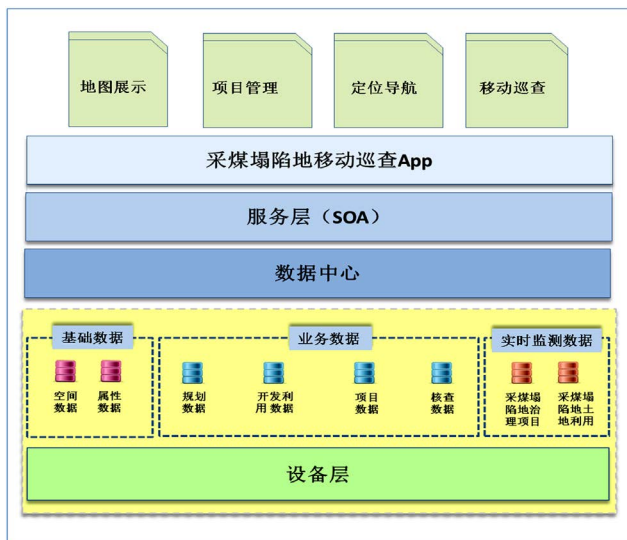 地图展示
项目管理
定位导航
移动巡查
采煤塌陷地移动巡查App
服务层（SOA）
数据中心
基础数据
业务数据
实时监测数据
空间
数据
属性
数据
规划
数据
开发利
用数据
项目
数据
核查
数据
采煤塌
陷地治
理项目
采煤塌
陷地土
地利用
设备层